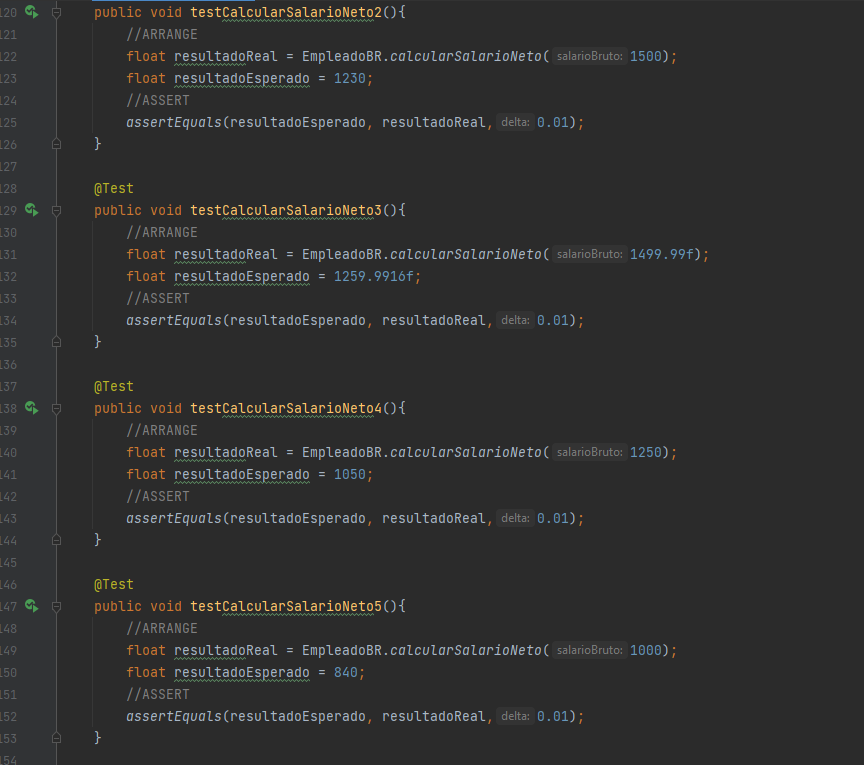 120 public void testCalcularSalarioNeto2(){
121 //ARRANGE
122 float resultadoReal = EmpleadoBR.calcularSalarioNeto( salarioBruto: 1500);
123 float resultadoEsperado = 1230;
124 //ASSERT
125 assertEquals(resultadoEsperado, resultadoReal, delta: 0.01);
126 }
127
128 @Test
129 public void testCalcularSalarioNeto3(){
130 //ARRANGE
131 float resultadoReal = EmpleadoBR.calcularSalarioNeto( salarioBruto: 1499.99f);
132 float resultadoEsperado = 1259.9916f;
133 //ASSERT
134 assertEquals(resultadoEsperado, resultadoReal, delta: 0.01);
135 }
136
137 @Test
138 public void testCalcularSalarioNeto4(){
139 //ARRANGE
140 float resultadoReal = EmpleadoBR.calcularSalarioNeto( salarioBruto: 1250);
141 float resultadoEsperado = 1050;
142 //ASSERT
143 assertEquals(resultadoEsperado, resultadoReal, delta: 0.01);
144 }
145
146 @Test
147 public void testCalcularSalarioNeto5(){
148 //ARRANGE
149 float resultadoReal = EmpleadoBR.calcularSalarioNeto( salarioBruto: 1000);
150 float resultadoEsperado = 840;
151 //ASSERT
152 assertEquals(resultadoEsperado, resultadoReal, delta: 0.01);
153 }
154